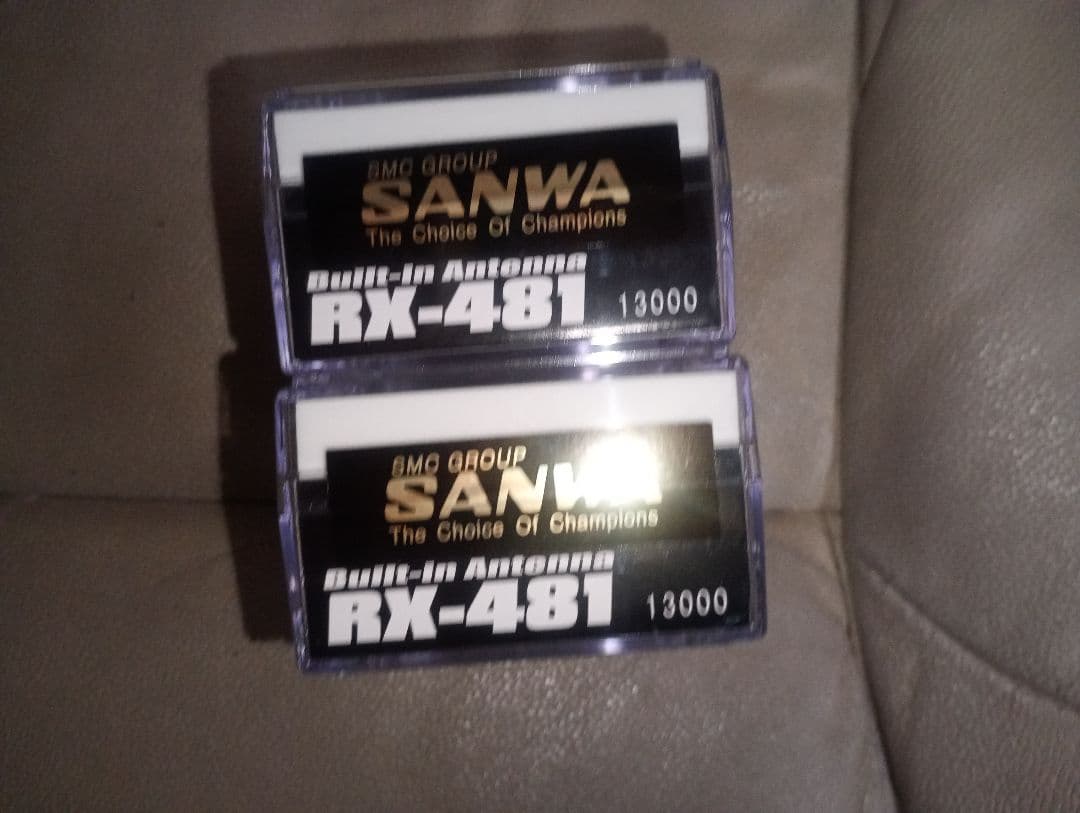 SMC GROUP
SANWA
The Choice Of Champions
Built-in Antenna
RX-481 13000
SMC GROUP
SANWA
The Choice Of Champions
Built-in Antenna
RX-481 13000